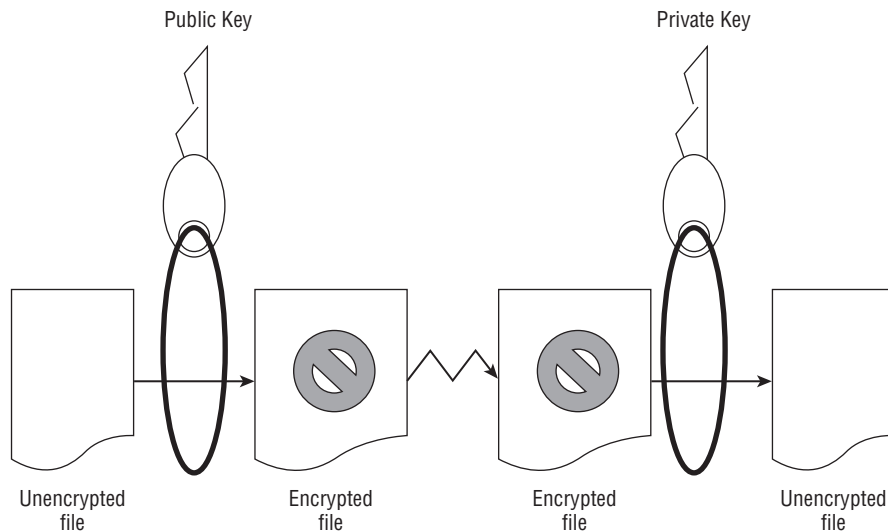 Public Key
Private Key
Unencrypted
file
Encrypted
file
Encrypted
file
Unencrypted
file